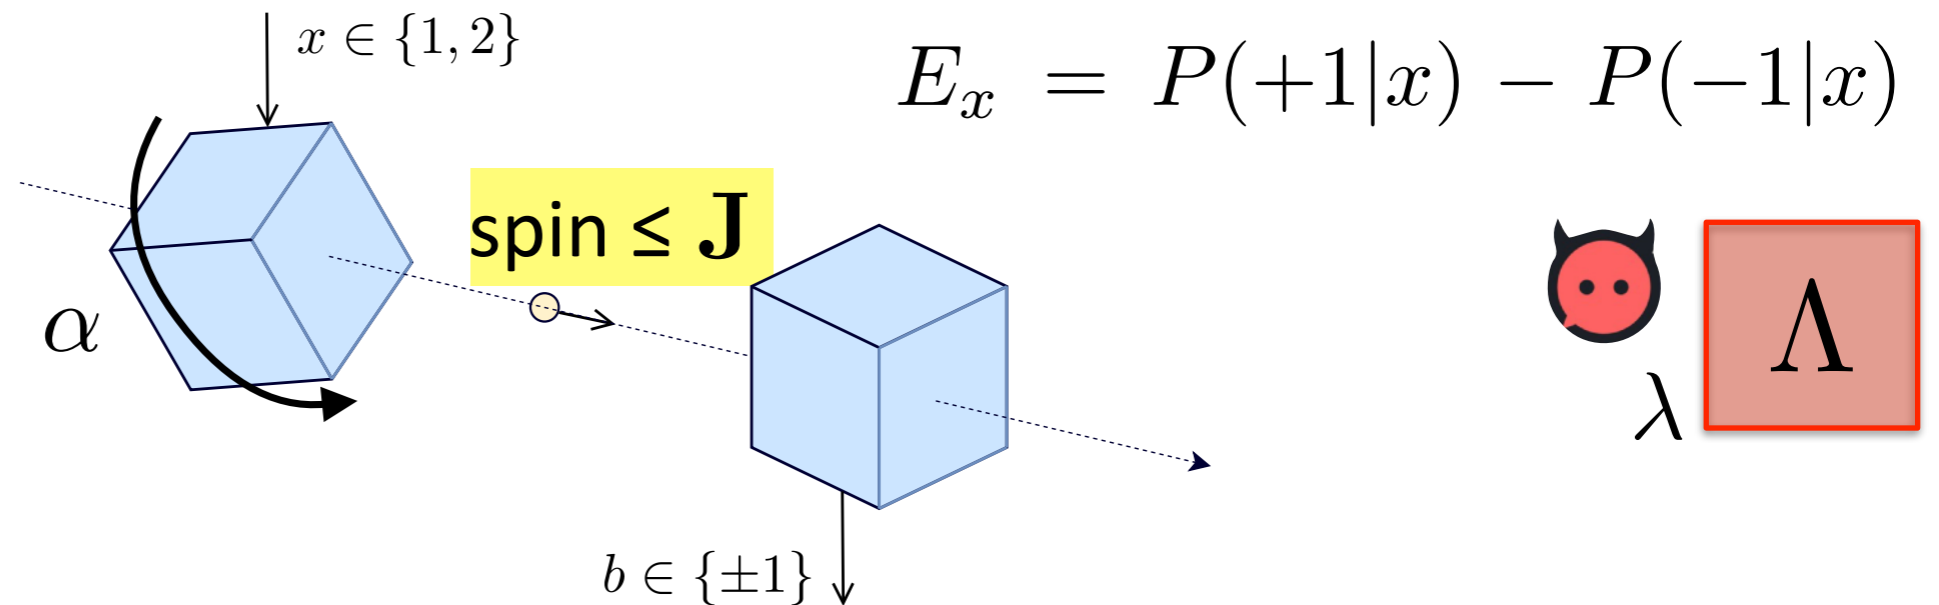 x ∈ {1, 2}
E_x = P(+1|x) − P(−1|x)
spin ≤ J
α
Λ
λ
b ∈ {±1}